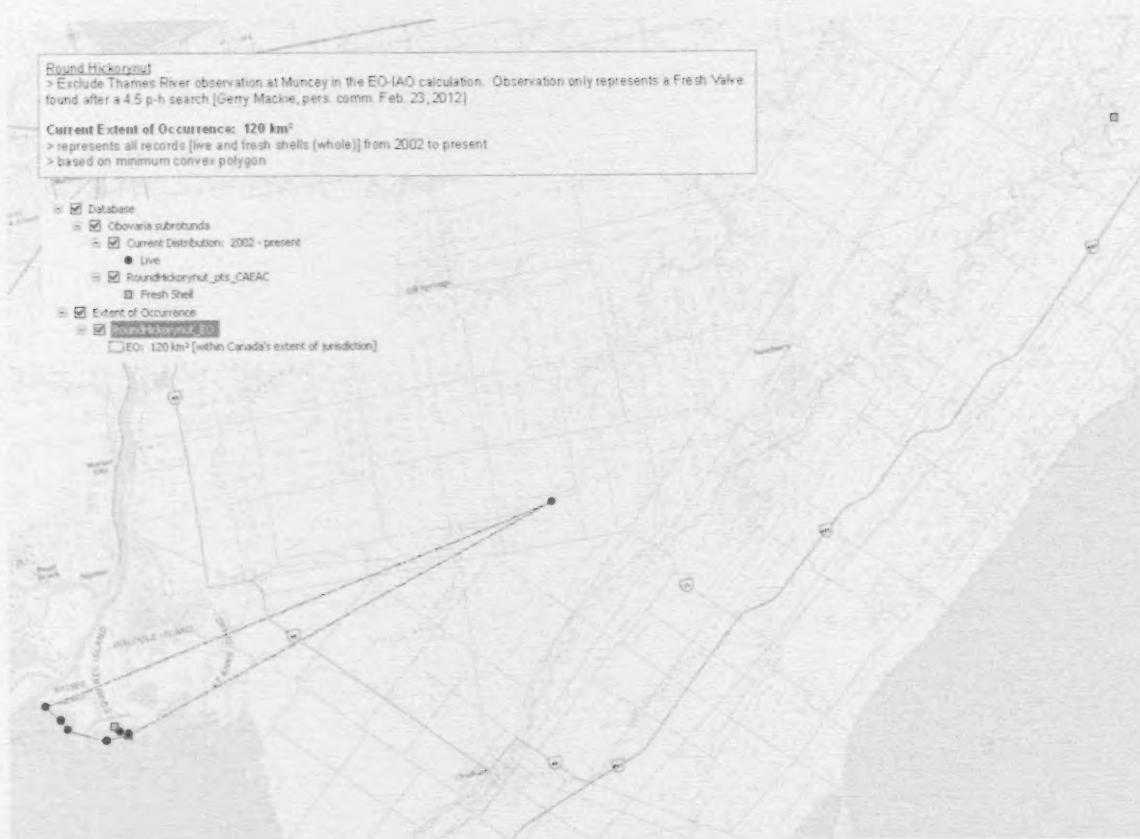 Round Hickorynut
> Exclude Thames River observation at Muncey in the EO-IAO calculation. Observation only represents a Fresh Valve
found after a 4.5 p-h search [Gerry Mackie, pers. comm. Feb. 23, 2012]
Current Extent of Occurrence: 120 km²
> represents all records [live and fresh shells (whole)] from 2002 to present
> based on minimum convex polygon
Database
Obovaria subrotunda
Current Distribution: 2002 - present
Live
RoundHickorynut_pts_CAEAC
Fresh Shell
Extent of Occurrence
RoundHickorynut_EO
EO: 120 km² [within Canada's extent of jurisdiction]
WALPOLE ISLAND
ISLAND
Chatham